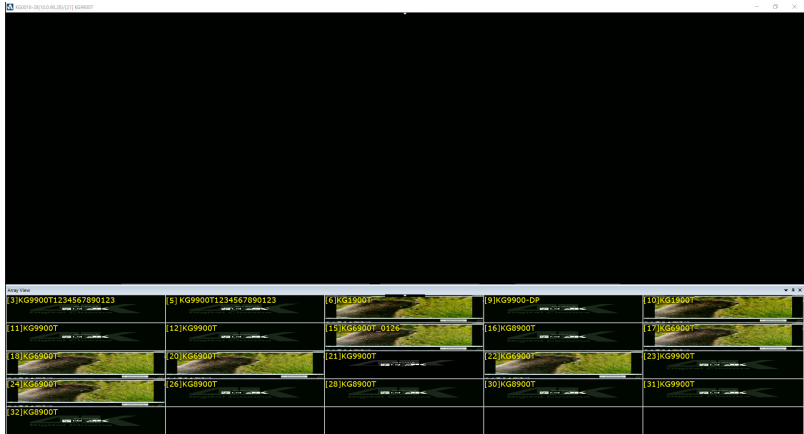 Array View
[3]KG9900T1234567890123
[5] KG9900T1234567890123
[6]KG1900T
[9]KG9900-DP
[10]KG1900T
[11]KG9900T
[12]KG9900T
[15]KG6900T_0126
[16]KG8900T
[17]KG6900T
[18]KG6900T
[20]KG6900T
[21]KG9900T
[22]KG6900T
[23]KG9900T
[24]KG6900T
[26]KG8900T
[28]KG8900T
[30]KG8900T
[31]KG9900T
[32]KG8900T